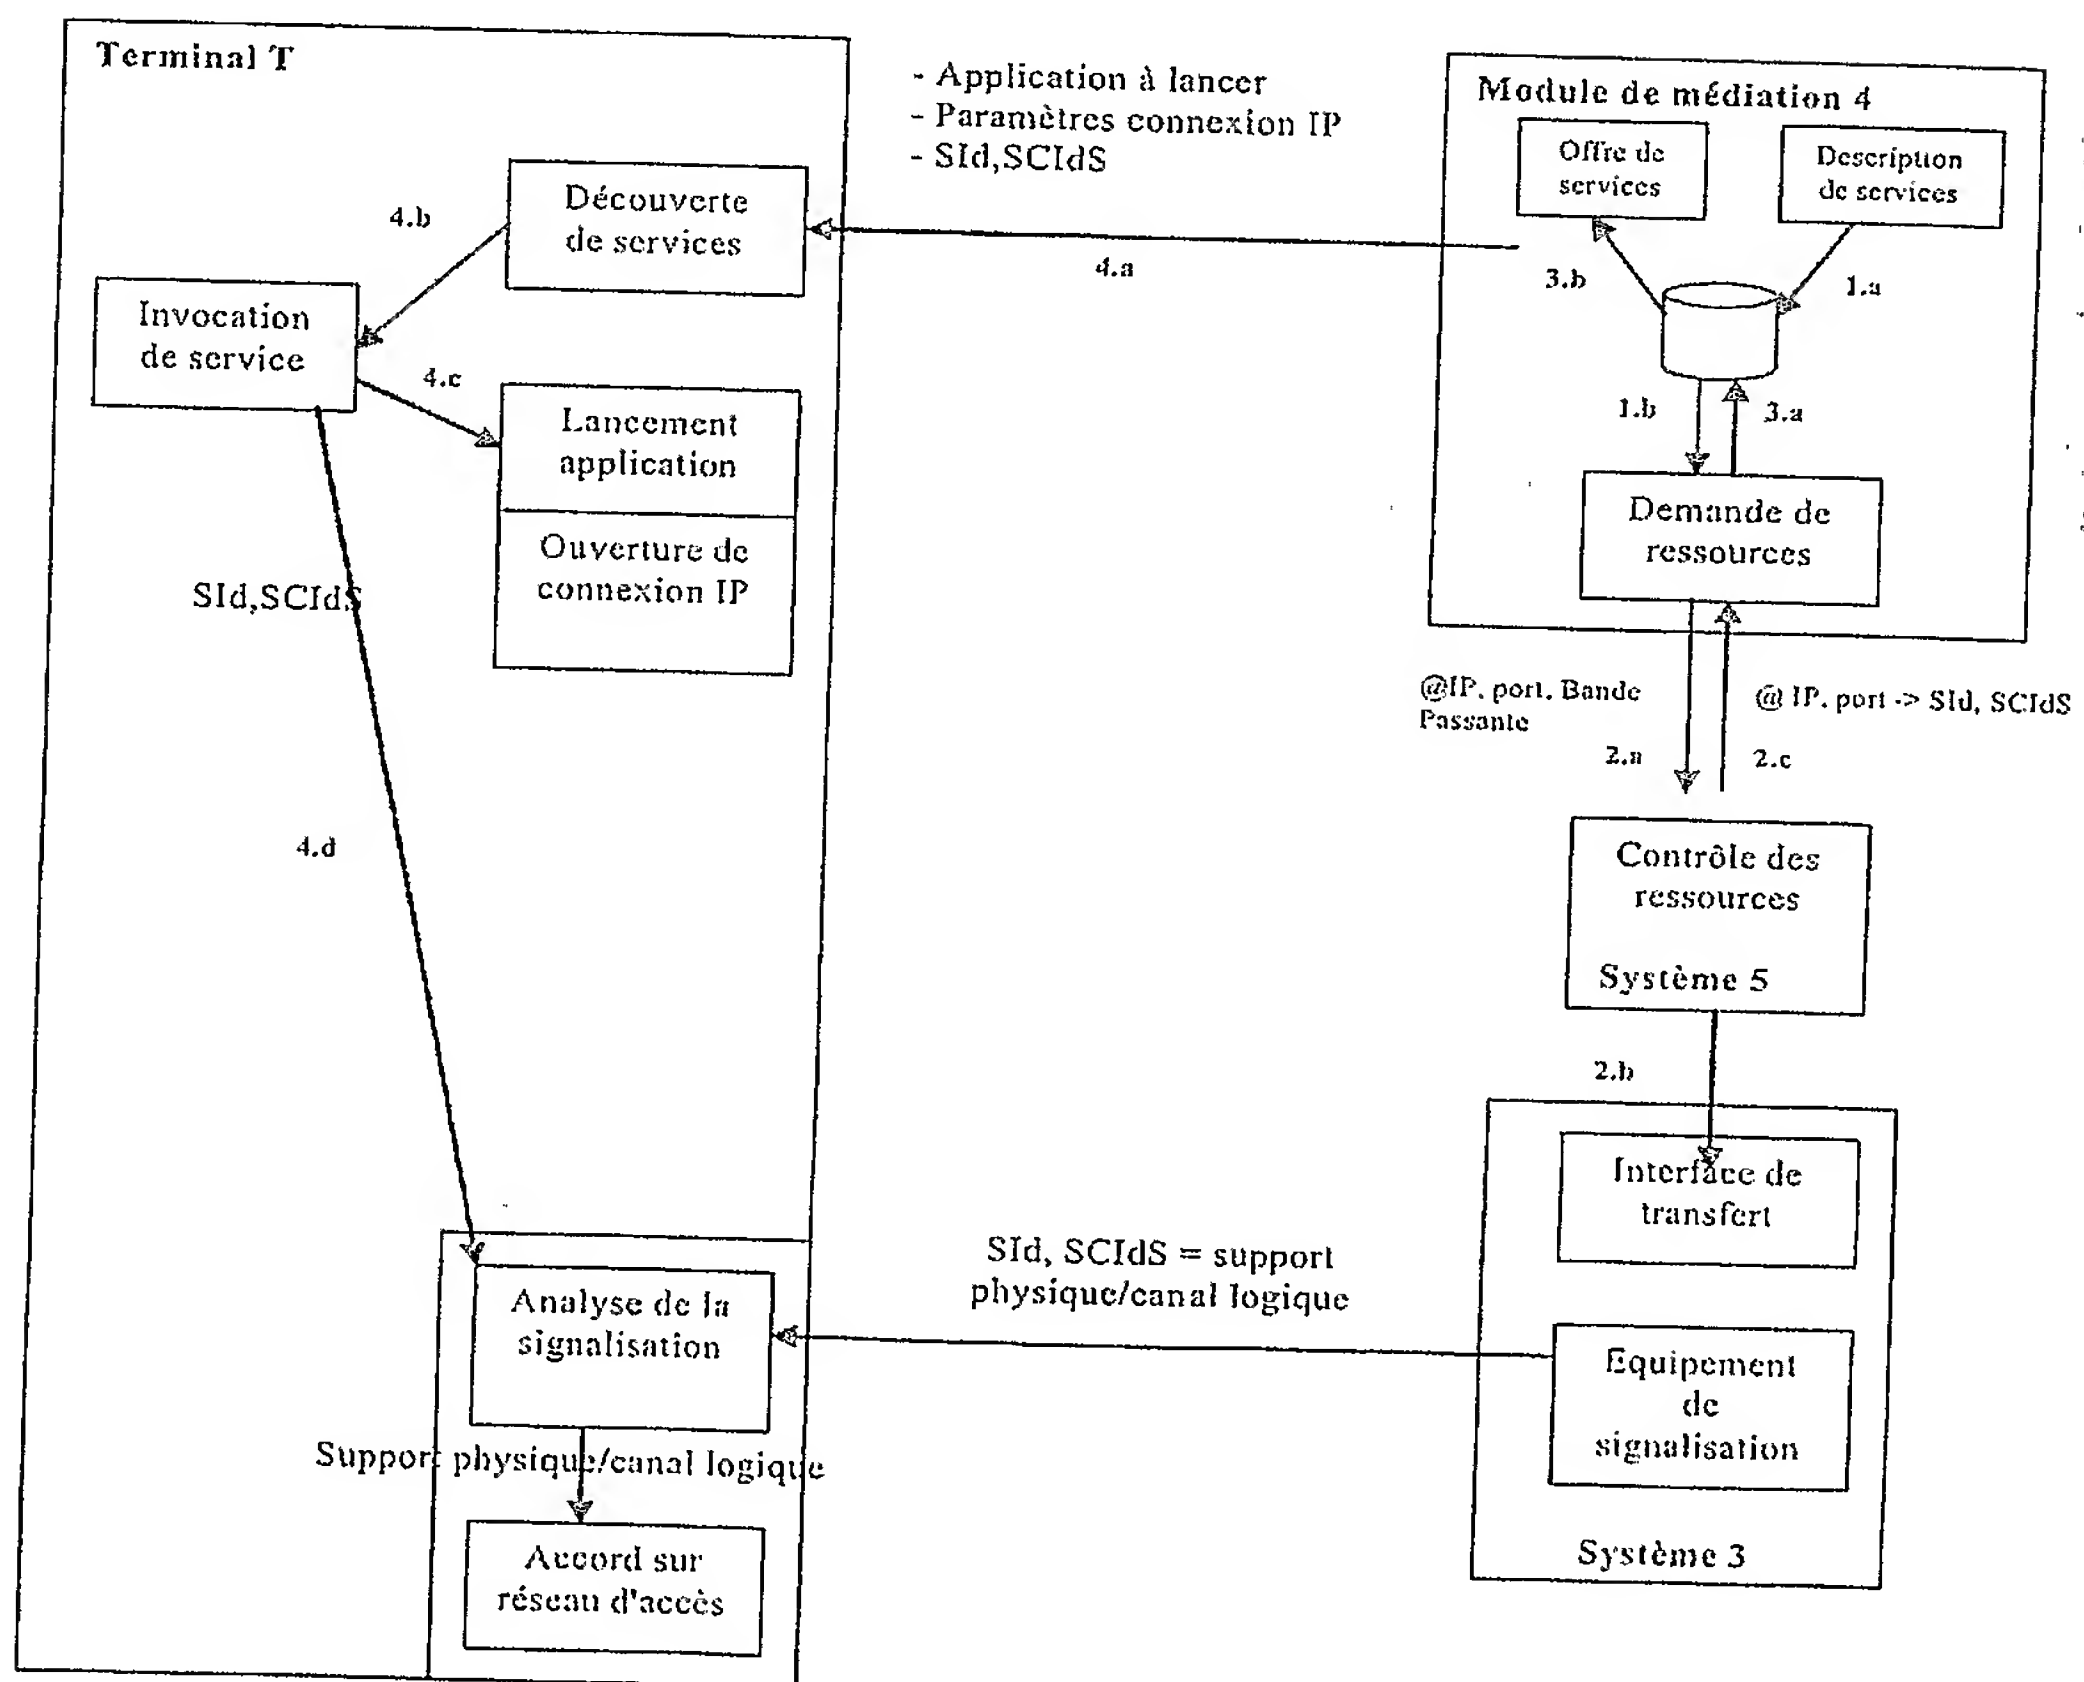 Terminal T
- Application à lancer
- Paramètres connexion IP
- SId,SCIdS
Module de médiation 4
Offre de
services
Description
de services
Découverte
de services
4.b
4.a
3.b
1.a
Invocation
de service
4.c
Lancement
application
1.b
3.a
Ouverture de
connexion IP
Demande de
ressources
SId,SCIdS
@IP. port. Bande
Passante
@ IP. port -> SId, SCIdS
2.a
2.c
4.d
Contrôle des
ressources
Système 5
2.b
Interface de
transfert
SId, SCIdS = support
physique/canal logique
Analyse de la
signalisation
Equipement
de
signalisation
Support physique/canal logique
Accord sur
réseau d'accès
Système 3